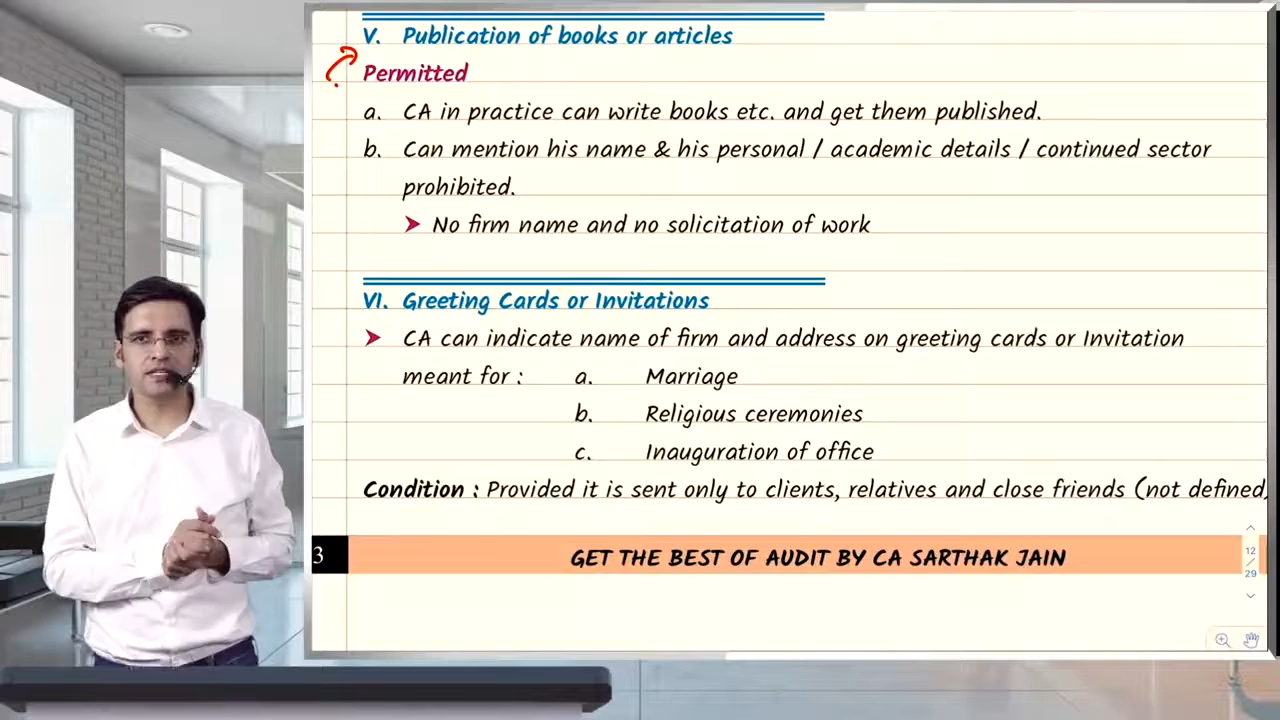 V. Publication of books or articles
Permitted
a. CA in practice can write books etc. and get them published.
b. Can mention his name & his personal / academic details / continued sector
prohibited.
➤ No firm name and no solicitation of work
VI. Greeting Cards or Invitations
➤ CA can indicate name of firm and address on greeting cards or Invitation
meant for : a. Marriage
b. Religious ceremonies
c. Inauguration of office
Condition : Provided it is sent only to clients, relatives and close friends (not defined)
3 GET THE BEST OF AUDIT BY CA SARTHAK JAIN
12
/
29